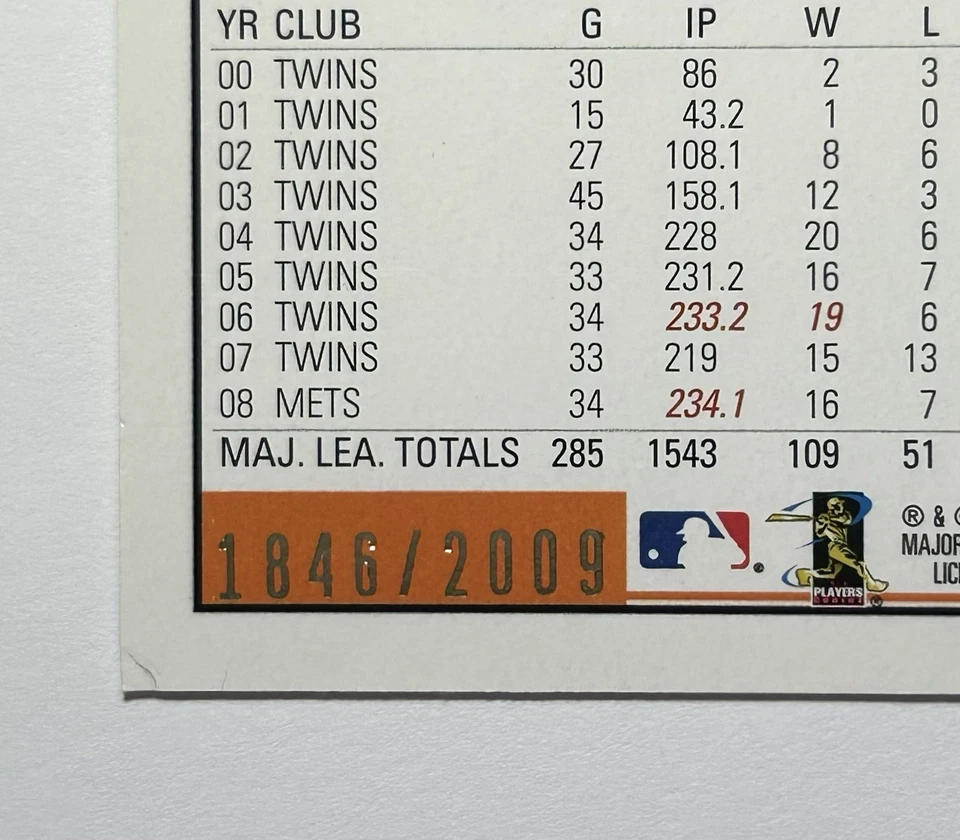 YR CLUB G IP W L
00 TWINS 30 86 2 3
01 TWINS 15 43.2 1 0
02 TWINS 27 108.1 8 6
03 TWINS 45 158.1 12 3
04 TWINS 34 228 20 6
05 TWINS 33 231.2 16 7
06 TWINS 34 233.2 19 6
07 TWINS 33 219 15 13
08 METS 34 234.1 16 7
MAJ. LEA. TOTALS 285 1543 109 51
1846/2009
PLAYERS
® &
MAJOR
LIC